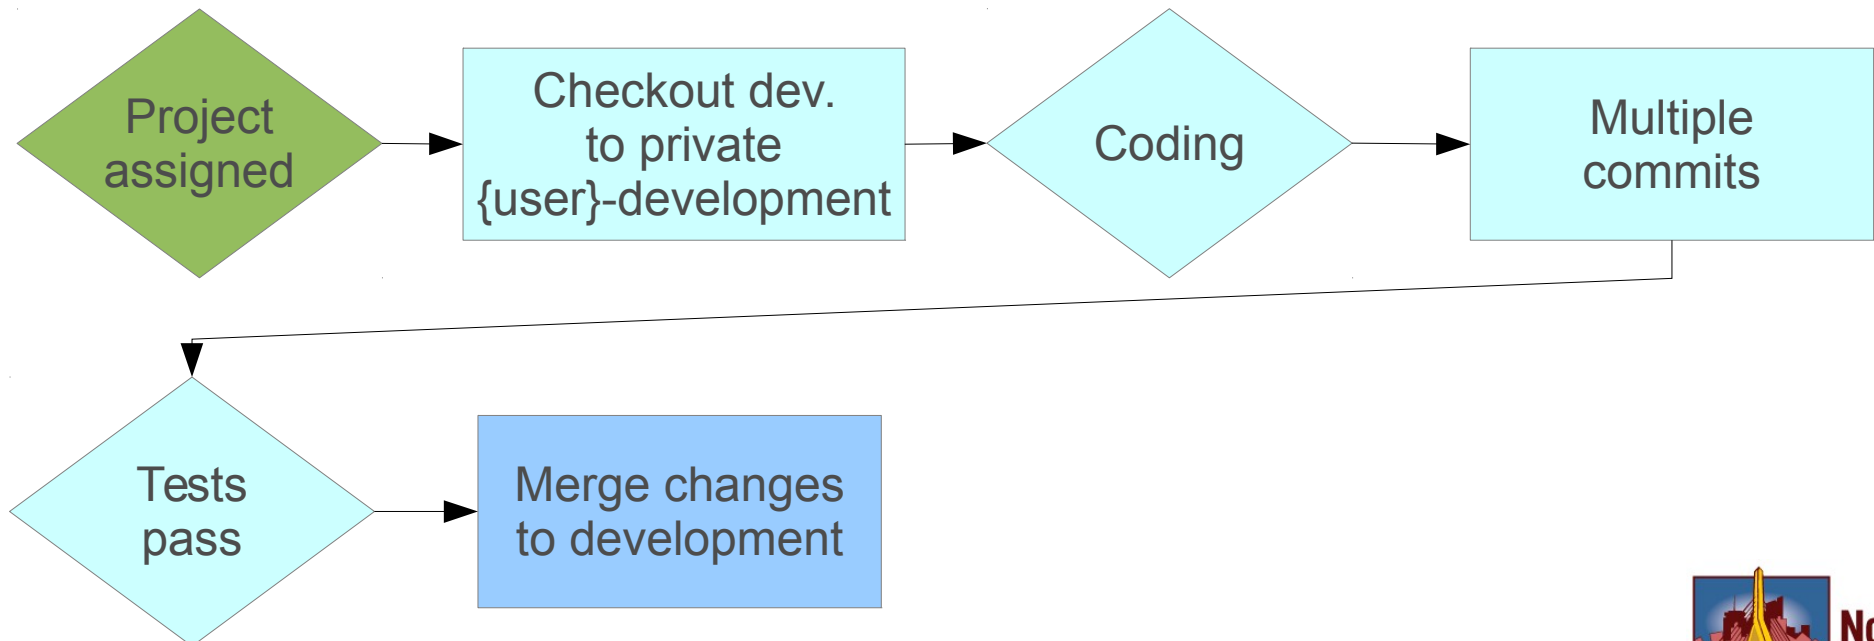 Project
assigned
Checkout dev.
to private
{user}-development
Coding
Multiple
commits
Tests
pass
Merge changes
to development